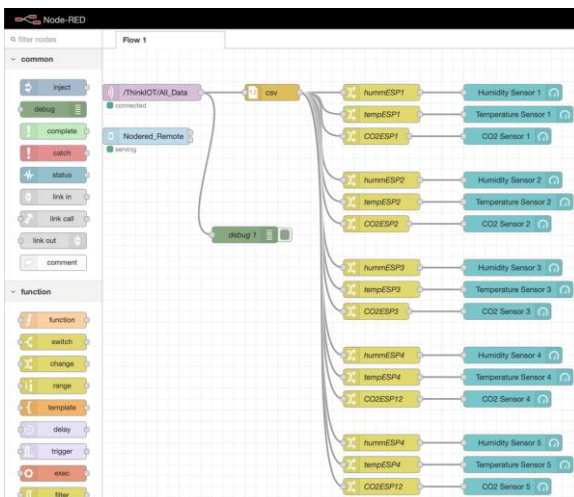 Node-RED
filter nodes
Flow 1
common
inject
debug
complete
catch
status
link in
link call
link out
comment
function
function
switch
change
range
template
delay
trigger
exec
filter
/ThinkIOT/All_Data
connected
Nodered_Remote
serving
csv
debug 1
hummESP1
Humidity Sensor 1
tempESP1
Temperature Sensor 1
CO2ESP1
CO2 Sensor 1
hummESP2
Humidity Sensor 2
tempESP2
Temperature Sensor 2
CO2ESP2
CO2 Sensor 2
hummESP3
Humidity Sensor 3
tempESP3
Temperature Sensor 3
CO2ESP3
CO2 Sensor 3
hummESP4
Humidity Sensor 4
tempESP4
Temperature Sensor 4
CO2ESP12
CO2 Sensor 4
hummESP4
Humidity Sensor 5
tempESP4
Temperature Sensor 5
CO2ESP12
CO2 Sensor 5